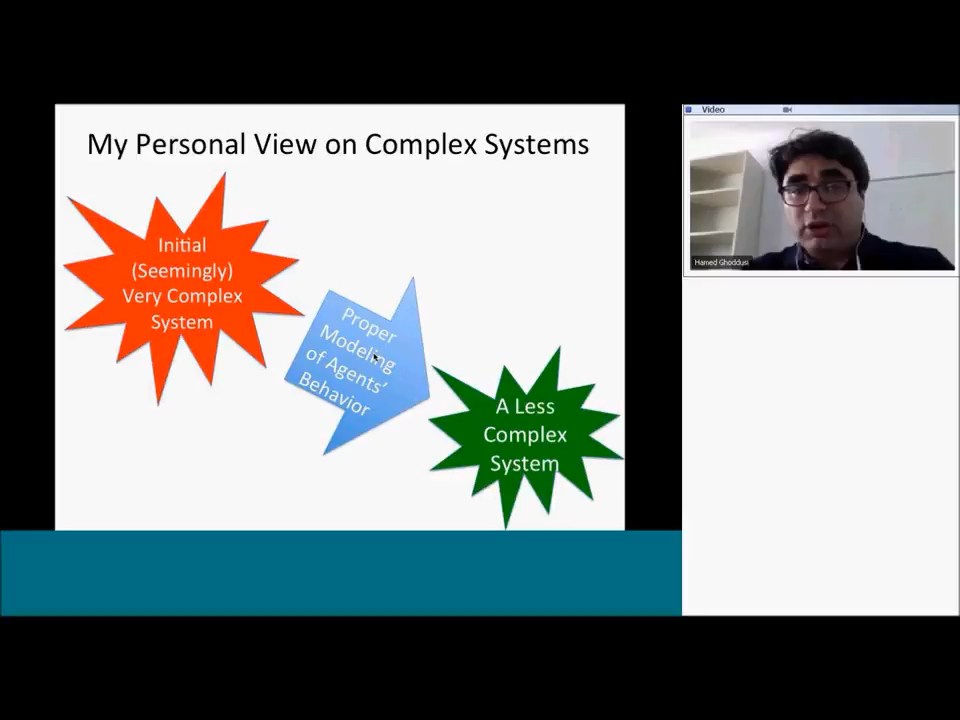 My Personal View on Complex Systems
Initial
(Seemingly)
Very Complex
System
Proper
Modeling
of Agents'
Behavior
A Less
Complex
System
Video
Hamed Ghoddusi